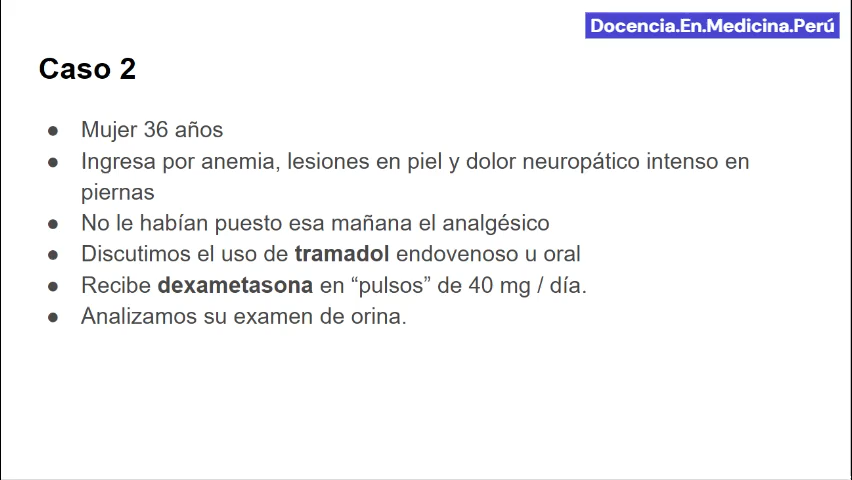 Docencia.En.Medicina.Perú
Caso 2
● Mujer 36 años
● Ingresa por anemia, lesiones en piel y dolor neuropático intenso en
piernas
● No le habían puesto esa mañana el analgésico
● Discutimos el uso de tramadol endovenoso u oral
● Recibe dexametasona en “pulsos” de 40 mg / día.
● Analizamos su examen de orina.